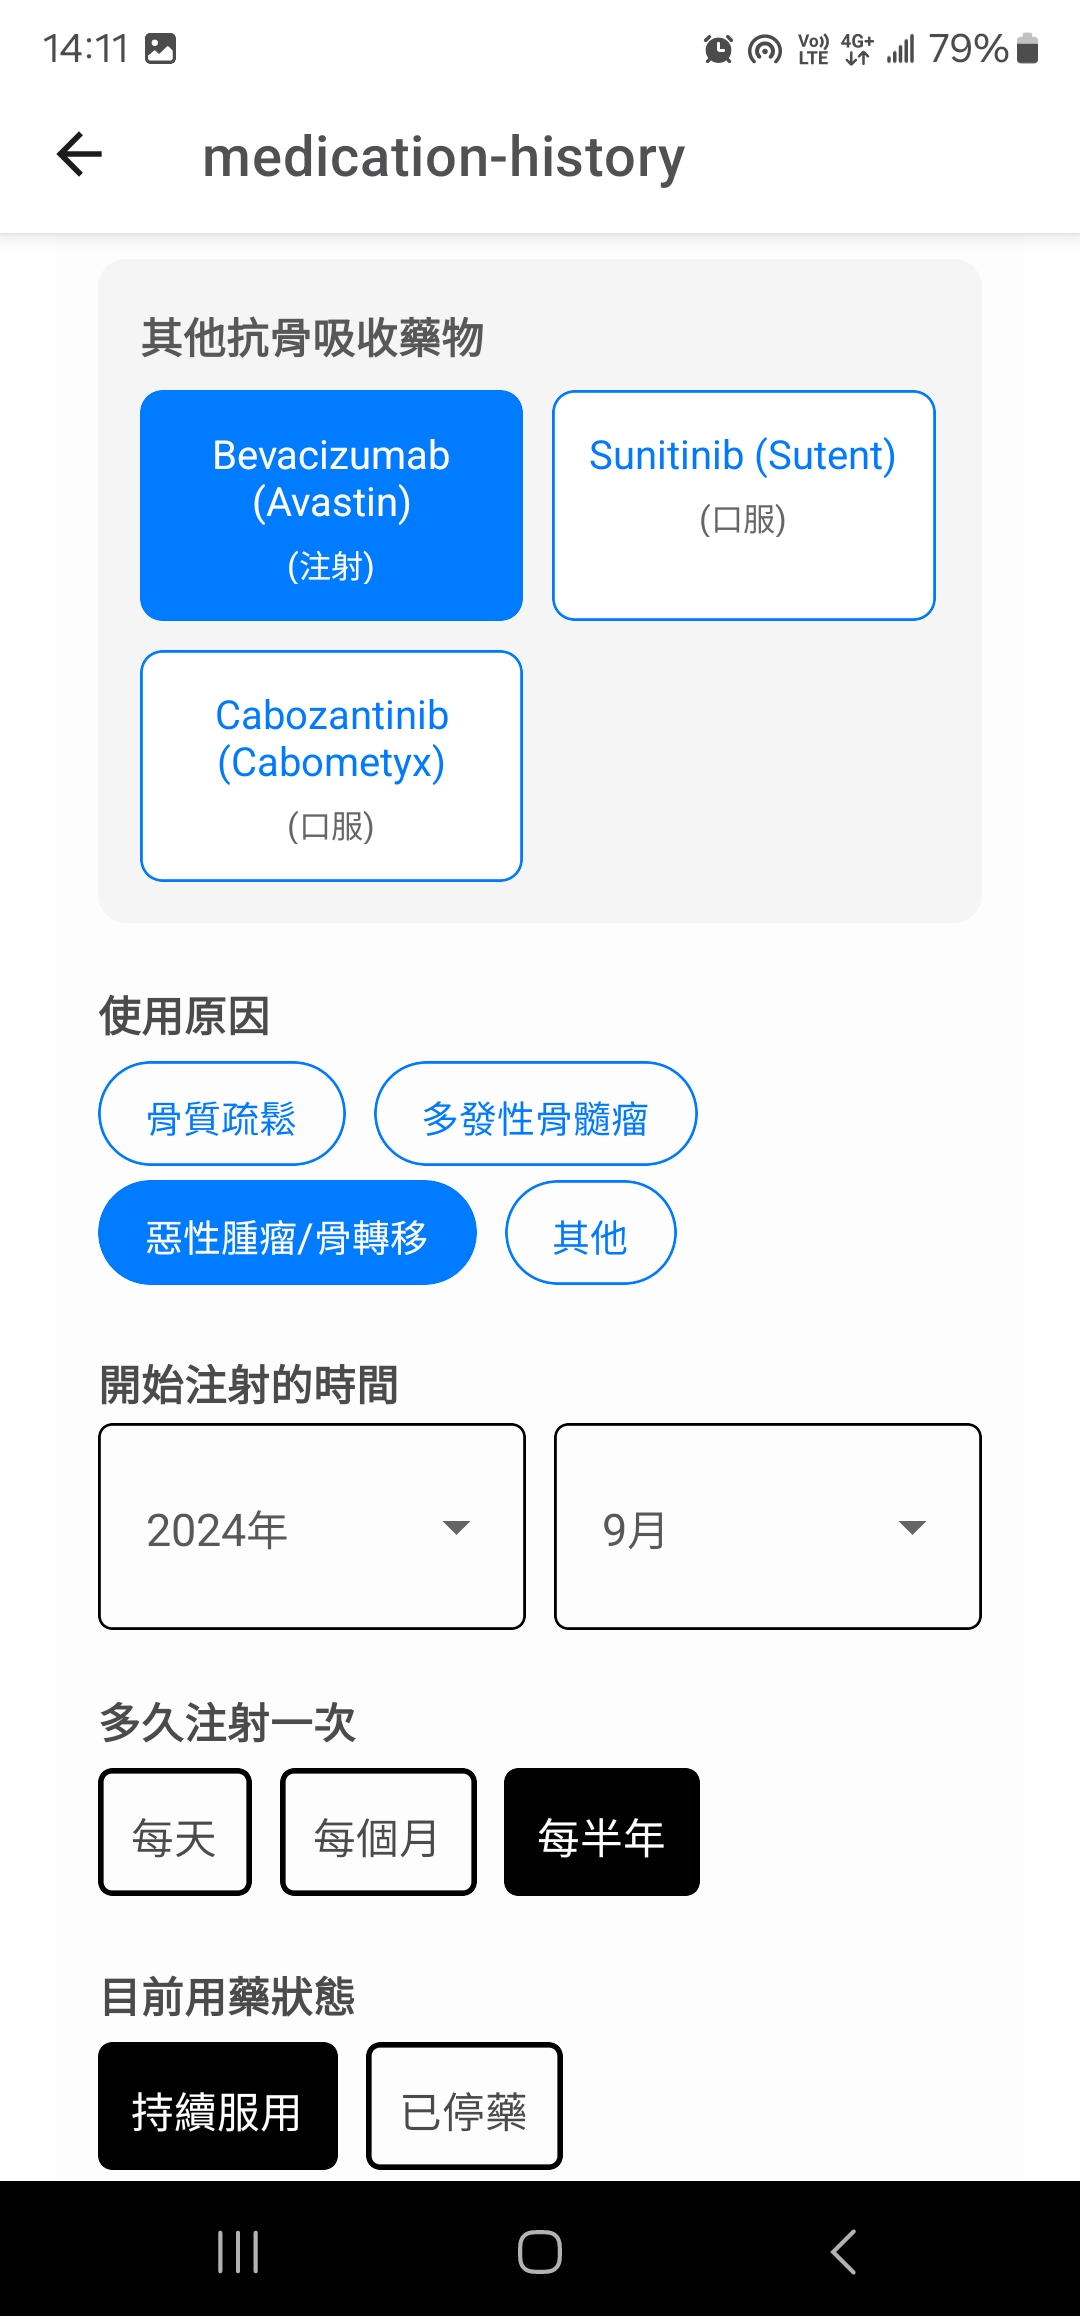 14:11
Vo)) LTE 4G+ 79%
medication-history
其他抗骨吸收藥物
Bevacizumab
(Avastin)
(注射)
Sunitinib (Sutent)
(口服)
Cabozantinib
(Cabometyx)
(口服)
使用原因
骨質疏鬆
多發性骨髓瘤
惡性腫瘤/骨轉移
其他
開始注射的時間
2024年
9月
多久注射一次
每天
每個月
每半年
目前用藥狀態
持續服用
已停藥